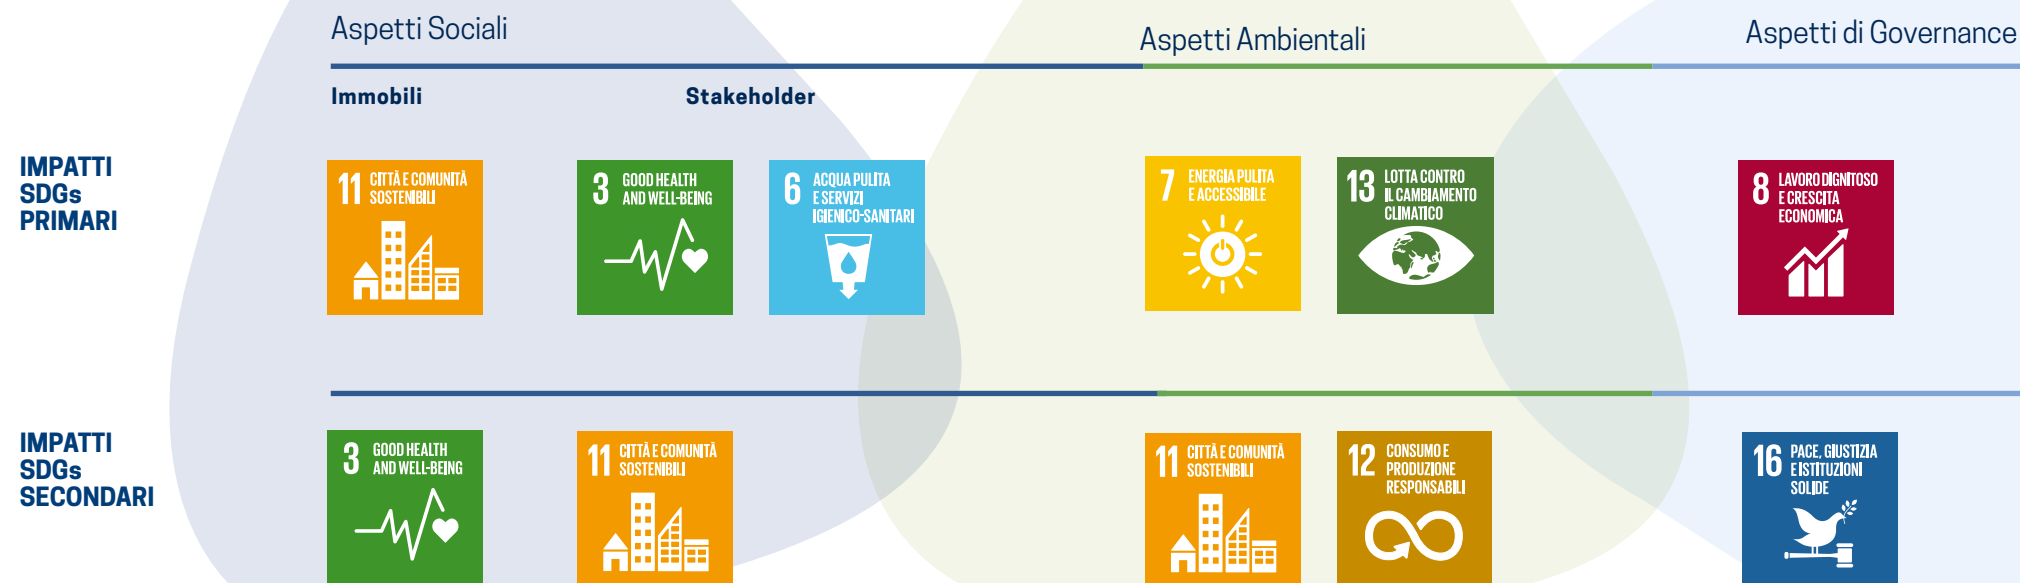 Aspetti Sociali
Aspetti Ambientali
Aspetti di Governance
Immobili
Stakeholder
IMPATTI
SDGs
PRIMARI
11 CITTÀ E COMUNITÀ
SOSTENIBILI
3 GOOD HEALTH
AND WELL-BEING
6 ACQUA PULITA
E SERVIZI
IGIENICO-SANITARI
7 ENERGIA PULITA
E ACCESSIBILE
13 LOTTA CONTRO
IL CAMBIAMENTO
CLIMATICO
8 LAVORO DIGNITOSO
E CRESCITA
ECONOMICA
IMPATTI
SDGs
SECONDARI
3 GOOD HEALTH
AND WELL-BEING
11 CITTÀ E COMUNITÀ
SOSTENIBILI
11 CITTÀ E COMUNITÀ
SOSTENIBILI
12 CONSUMO E
PRODUZIONE
RESPONSABILI
16 PACE, GIUSTIZIA
E ISTITUZIONI
SOLIDE